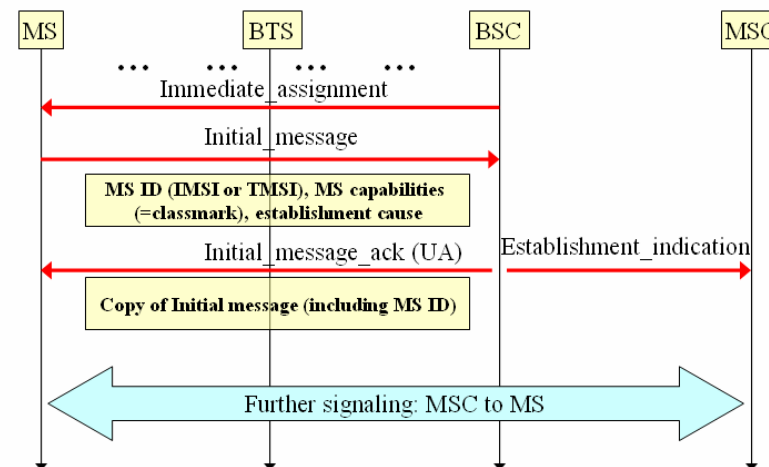 MS BTS BSC MSC
... ... ... ...
Immediate_assignment
Initial_message
MS ID (IMSI or TMSI), MS capabilities
(=classmark), establishment cause
Initial_message_ack (UA) Establishment_indication
Copy of Initial message (including MS ID)
Further signaling: MSC to MS